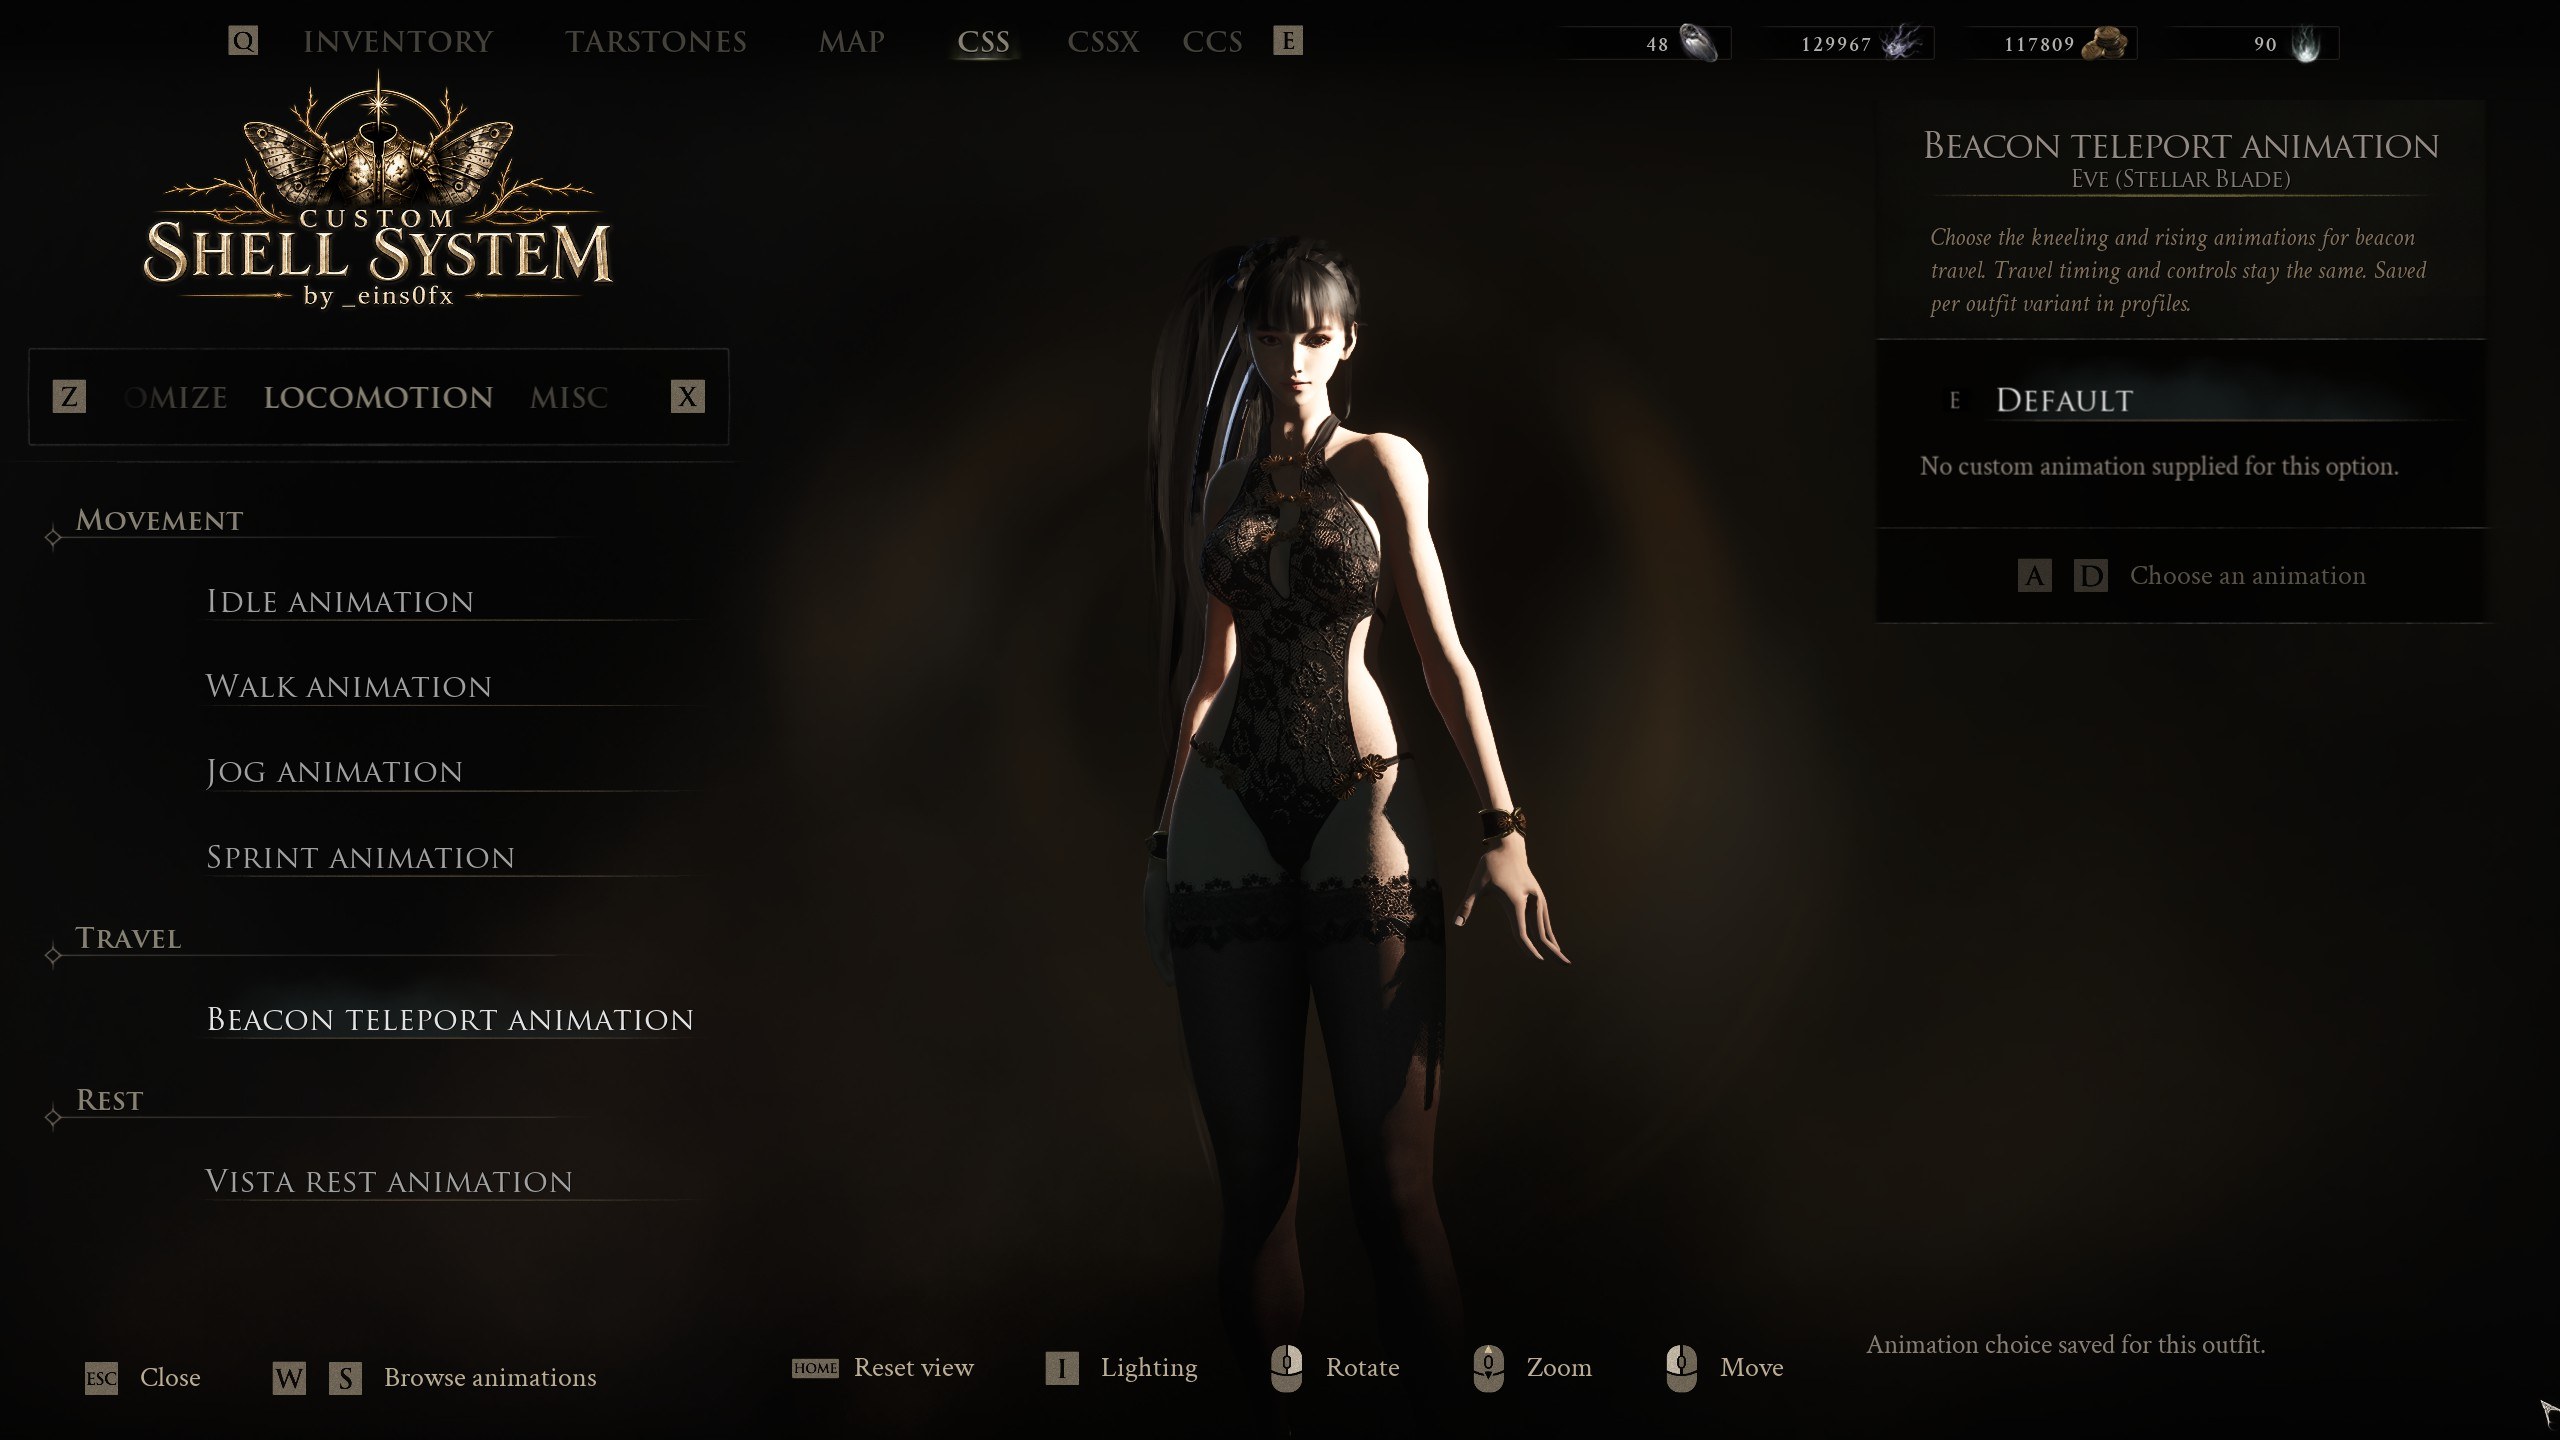 Q INVENTORY TARSTONES MAP CSS CSSX CCS E
48 129967 117809 90
CUSTOM
SHELL SYSTEM
by _eins0fx
Z OMIZE LOCOMOTION MISC X
MOVEMENT
IDLE ANIMATION
WALK ANIMATION
JOG ANIMATION
SPRINT ANIMATION
TRAVEL
BEACON TELEPORT ANIMATION
REST
VISTA REST ANIMATION
BEACON TELEPORT ANIMATION
EVE (STELLAR BLADE)
Choose the kneeling and rising animations for beacon
travel. Travel timing and controls stay the same. Saved
per outfit variant in profiles.
E DEFAULT
No custom animation supplied for this option.
A D Choose an animation
Animation choice saved for this outfit.
ESC Close W S Browse animations HOME Reset view I Lighting Rotate Zoom Move